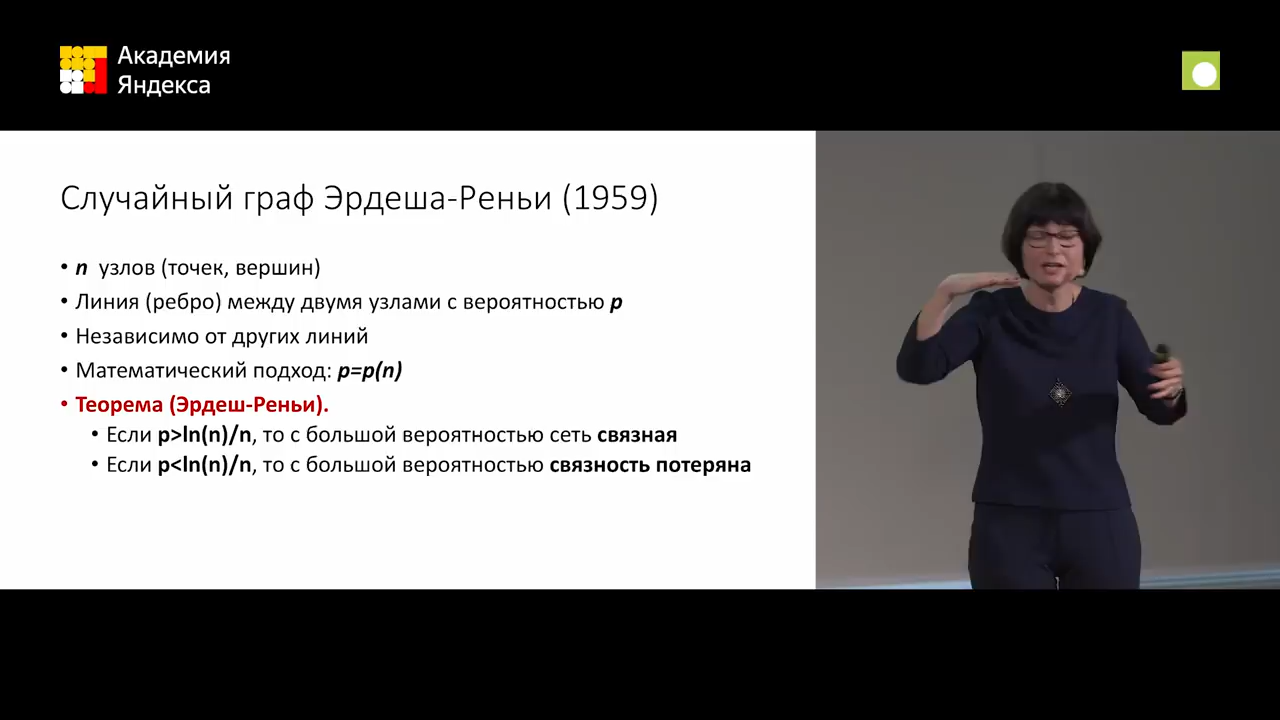 Академия
Яндекса
Случайный граф Эрдеша-Реньи (1959)
• n узлов (точек, вершин)
• Линия (ребро) между двумя узлами с вероятностью p
• Независимо от других линий
• Математический подход: p=p(n)
• Теорема (Эрдеш-Реньи).
• Если p>ln(n)/n, то с большой вероятностью сеть связная
• Если p<ln(n)/n, то с большой вероятностью связность потеряна